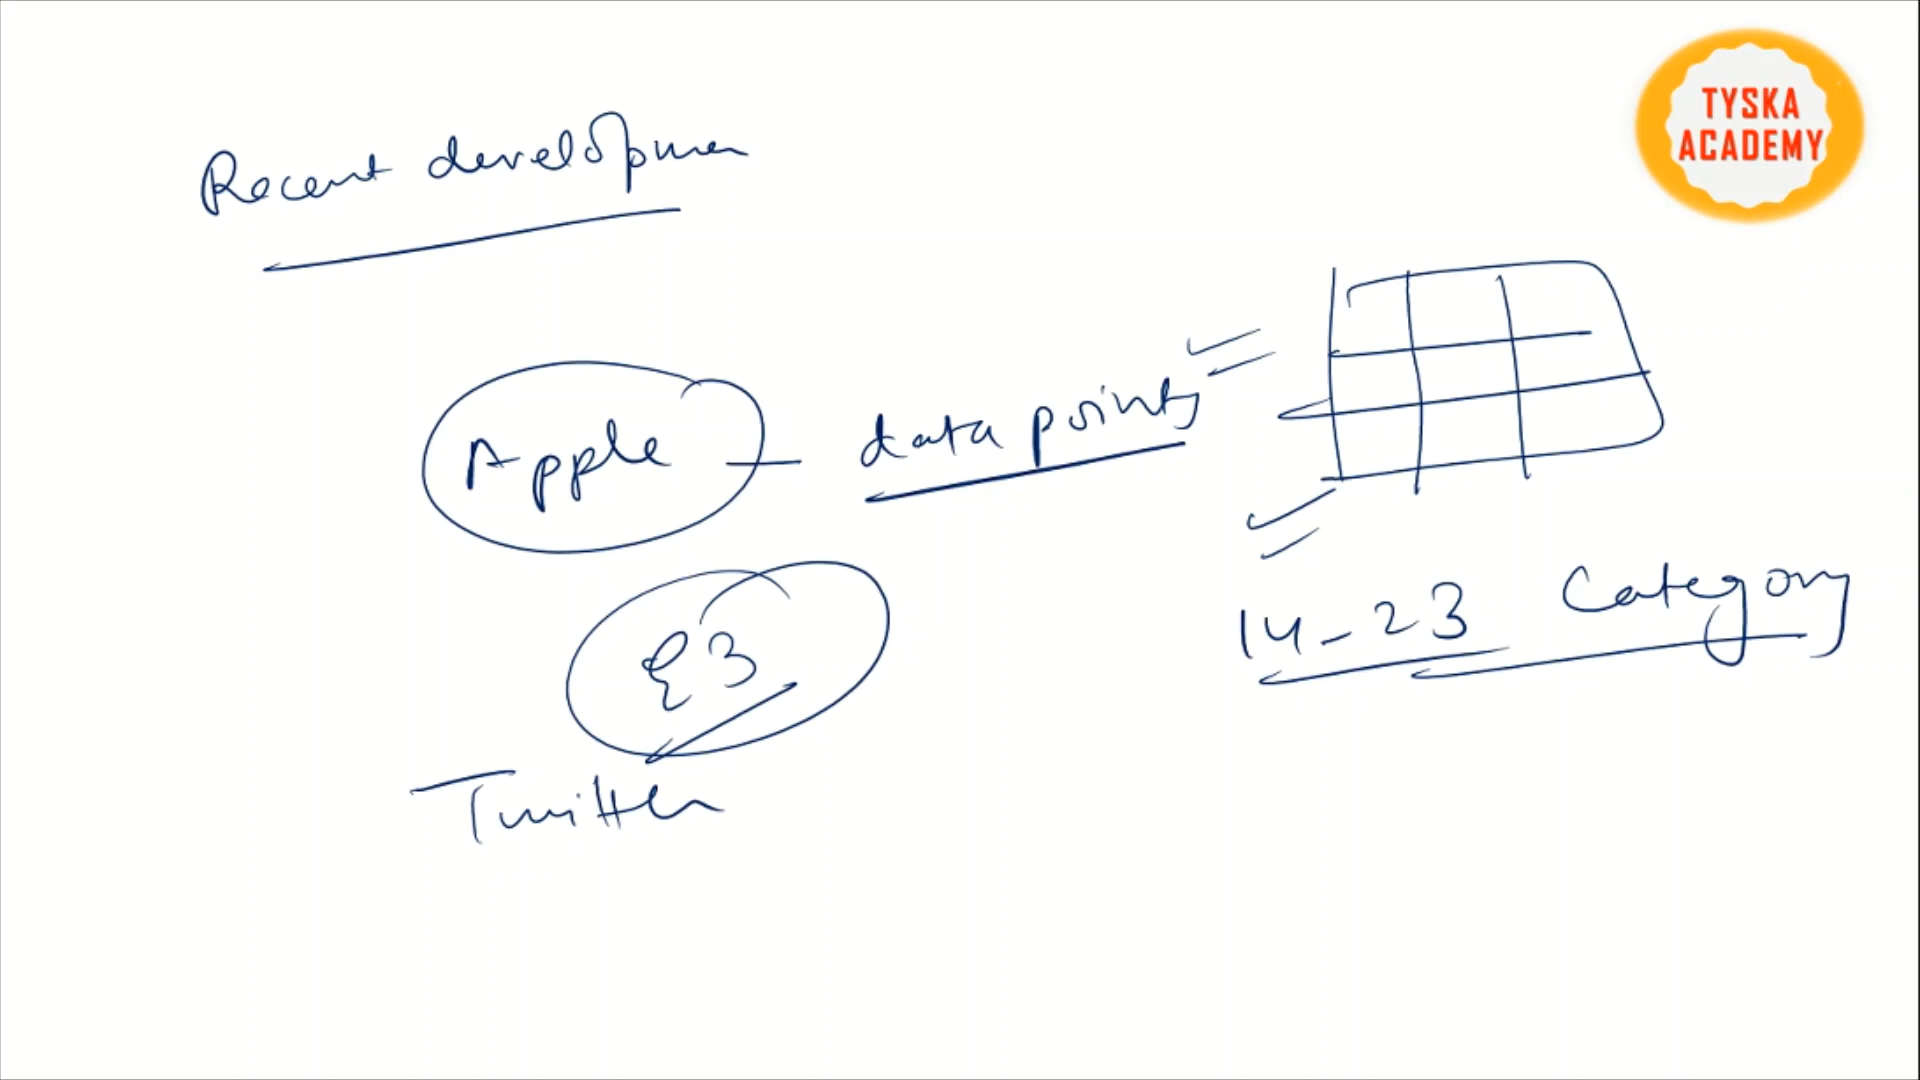 TYSKA
ACADEMY
Recent developmen
Apple — data points
14-23 Category
E3
Twitter